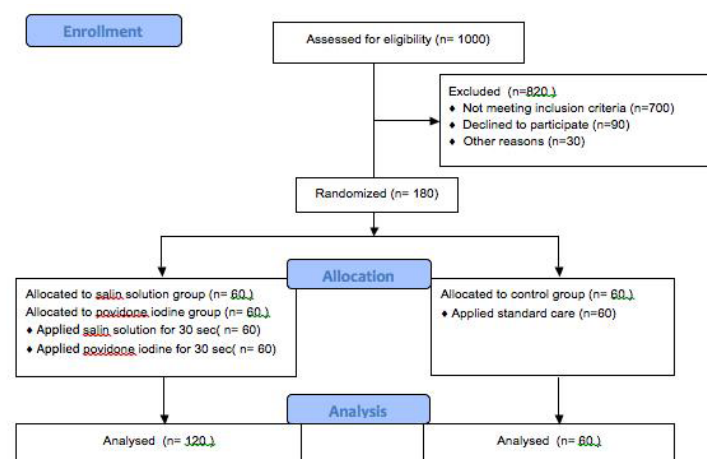 Enrollment
Assessed for eligibility (n= 1000)
Excluded (n=820.)
♦ Not meeting inclusion criteria (n=700)
♦ Declined to participate (n=90)
♦ Other reasons (n=30)
Randomized (n= 180)
Allocation
Allocated to salin solution group (n= 60.)
Allocated to povidone iodine group (n= 60.)
♦ Applied salin solution for 30 sec( n= 60)
♦ Applied povidone iodine for 30 sec( n= 60)
Allocated to control group (n= 60.)
♦ Applied standard care (n=60)
Analysis
Analysed (n= 120.)
Analysed (n= 60.)